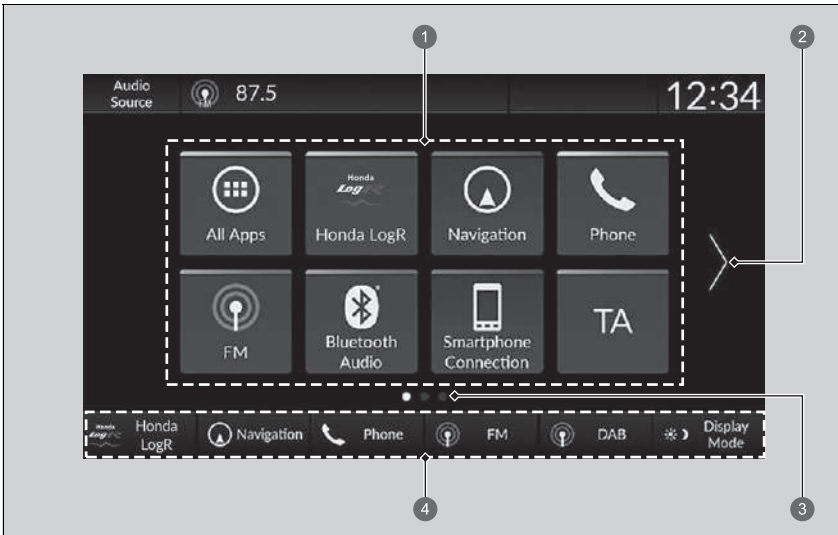 1
2
Audio
Source
FM
87.5
12:34
All Apps
Honda
LogR
Honda LogR
Navigation
Phone
FM
Bluetooth
Audio
Smartphone
Connection
TA
Honda
LogR
Honda
LogR
Navigation
Phone
FM
DAB
Display
Mode
4
3